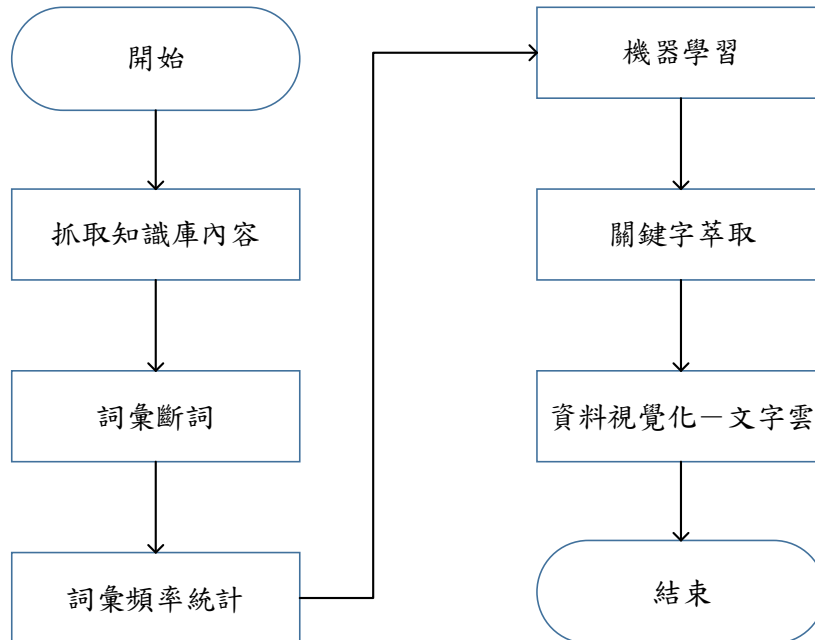 開始
抓取知識庫內容
詞彙斷詞
詞彙頻率統計
機器學習
關鍵字萃取
資料視覺化－文字雲
結束